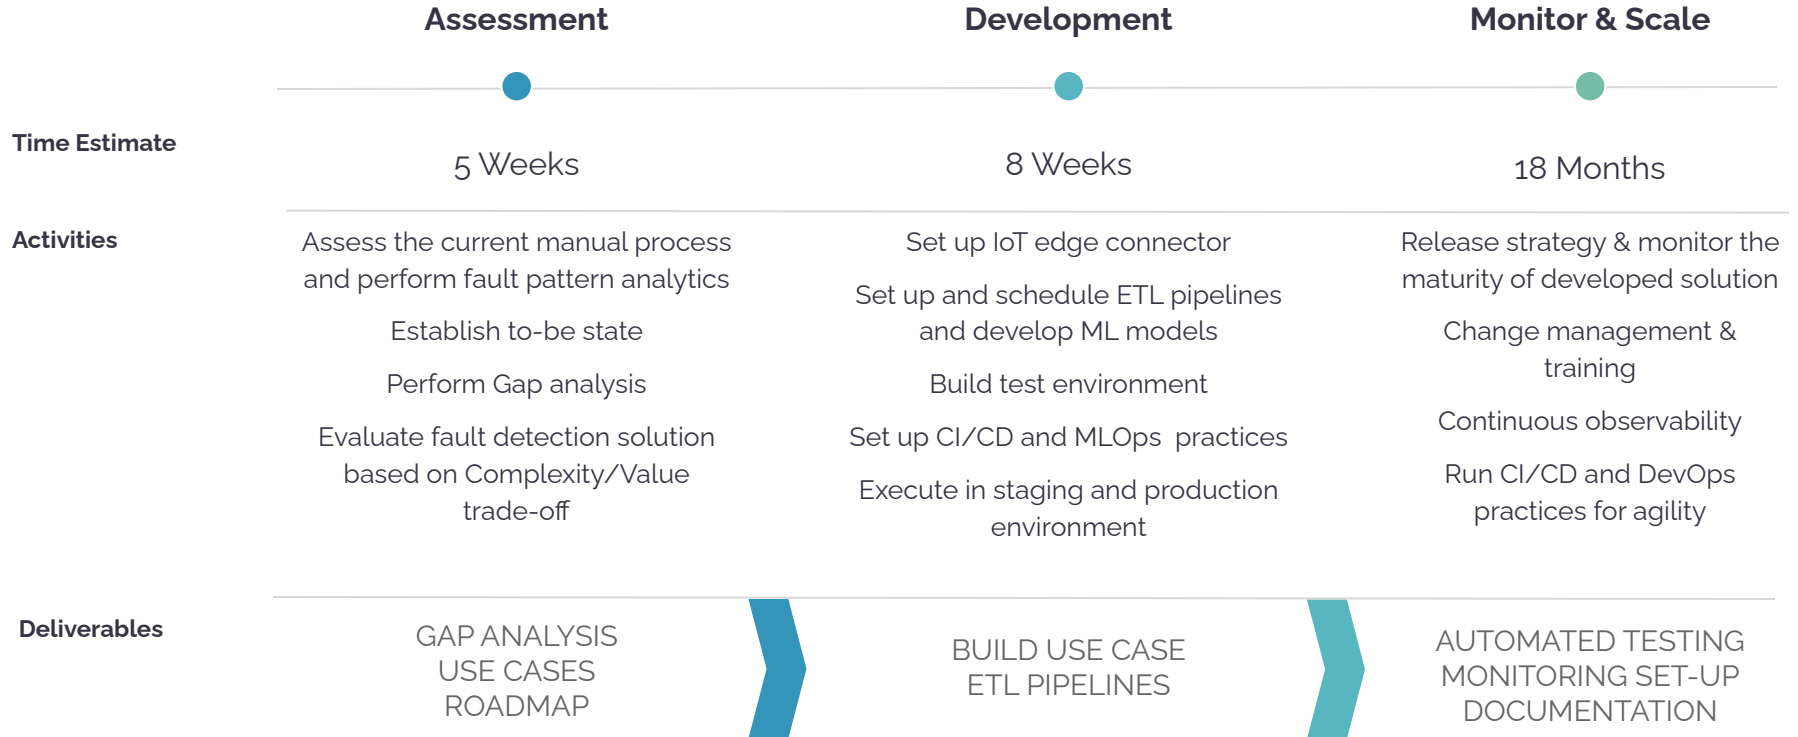 Assessment
Development
Monitor & Scale
Time Estimate
5 Weeks
8 Weeks
18 Months
Activities
Assess the current manual process
and perform fault pattern analytics
Establish to-be state
Perform Gap analysis
Evaluate fault detection solution
based on Complexity/Value
trade-off
Set up IoT edge connector
Set up and schedule ETL pipelines
and develop ML models
Build test environment
Set up CI/CD and MLOps  practices
Execute in staging and production
environment
Release strategy & monitor the
maturity of developed solution
Change management &
training
Continuous observability
Run CI/CD and DevOps
practices for agility
Deliverables
GAP ANALYSIS
USE CASES
ROADMAP
BUILD USE CASE
ETL PIPELINES
AUTOMATED TESTING
MONITORING SET-UP
DOCUMENTATION